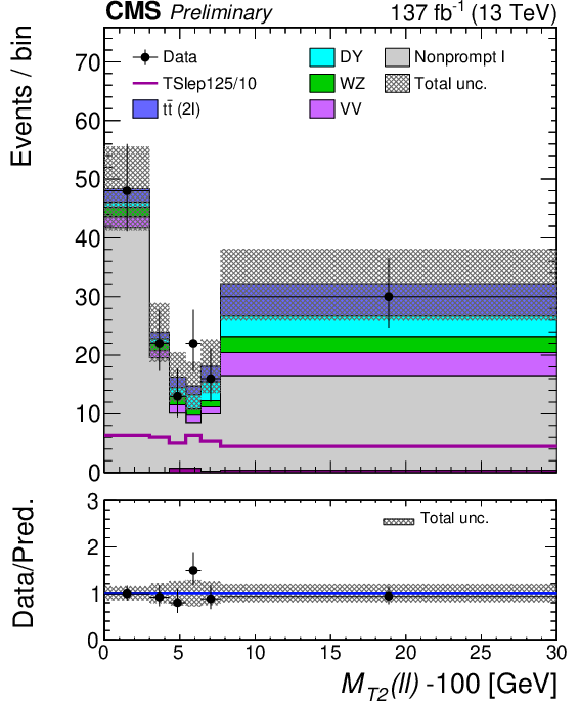 CMS Preliminary 137 fb⁻¹ (13 TeV)
Events / bin
70
60
50
40
30
20
10
0
Data
TSlep125/10
tt̄ (2l)
DY
WZ
VV
Nonprompt l
Total unc.
Data/Pred.
3
2
1
0
Total unc.
0 5 10 15 20 25 30
M_T2(ll) -100 [GeV]